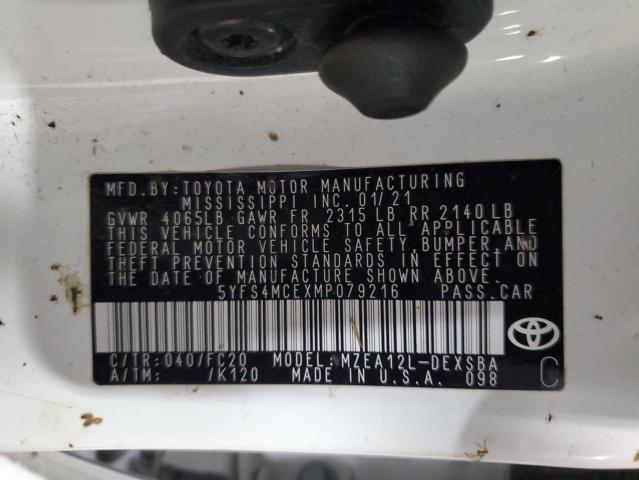 MFD. BY: TOYOTA MOTOR MANUFACTURING
MISSISSIPPI INC. 01/21
GVWR 4065LB GAWR FR 2315 LB RR 2140 LB
THIS VEHICLE CONFORMS TO ALL APPLICABLE
FEDERAL MOTOR VEHICLE SAFETY, BUMPER, AND
THEFT PREVENTION STANDARDS IN EFFECT ON
THE DATE OF MANUFACTURE SHOWN ABOVE.
5YFS4MCEXMP079216 PASS. CAR
C/TR: 040/FC20 MODEL: MZEA12L-DEXSBA
A/TM: /K120 MADE IN U.S.A. 098
C